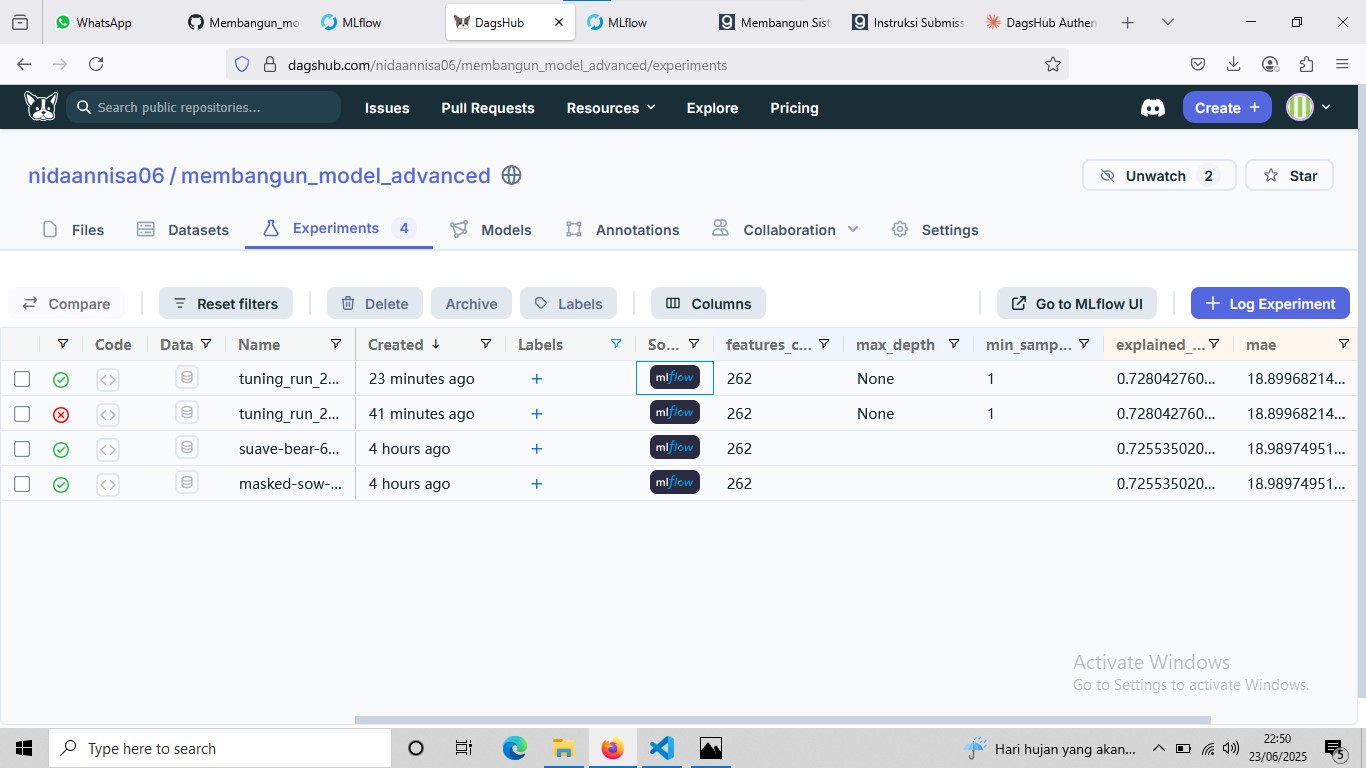 WhatsApp
Membangun_mo
MLflow
DagsHub
MLflow
Membangun Sist
Instruksi Submiss
DagsHub Authen
dagshub.com/nidaannisa06/membangun_model_advanced/experiments
Search public repositories...
Issues
Pull Requests
Resources
Explore
Pricing
Create +
nidaannisa06 / membangun_model_advanced
Unwatch 2
Star
Files
Datasets
Experiments 4
Models
Annotations
Collaboration
Settings
Compare
Reset filters
Delete
Archive
Labels
Columns
Go to MLflow UI
+ Log Experiment
Code Data Name Created ↓ Labels So... features_c... max_depth min_samp... explained_... mae
tuning_run_2... 23 minutes ago + mlflow 262 None 1 0.728042760... 18.89968214...
tuning_run_2... 41 minutes ago + mlflow 262 None 1 0.728042760... 18.89968214...
suave-bear-6... 4 hours ago + mlflow 262 0.725535020... 18.98974951...
masked-sow-... 4 hours ago + mlflow 262 0.725535020... 18.98974951...
Activate Windows
Go to Settings to activate Windows.
Type here to search
Hari hujan yang akan...
22:50
23/06/2025
5